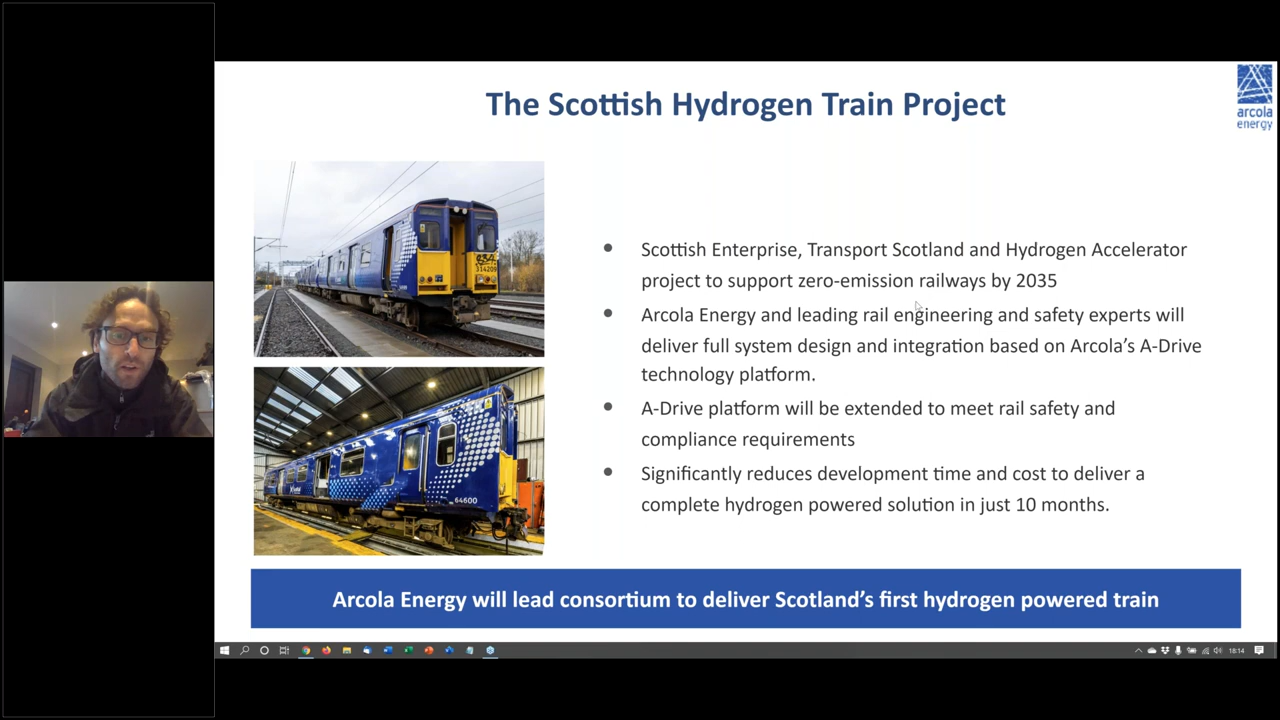 The Scottish Hydrogen Train Project
arcola
energy
314209
Scottish Enterprise, Transport Scotland and Hydrogen Accelerator
project to support zero-emission railways by 2035
Arcola Energy and leading rail engineering and safety experts will
deliver full system design and integration based on Arcola’s A-Drive
technology platform.
A-Drive platform will be extended to meet rail safety and
compliance requirements
Significantly reduces development time and cost to deliver a
complete hydrogen powered solution in just 10 months.
64600
Arcola Energy will lead consortium to deliver Scotland’s first hydrogen powered train
18:14